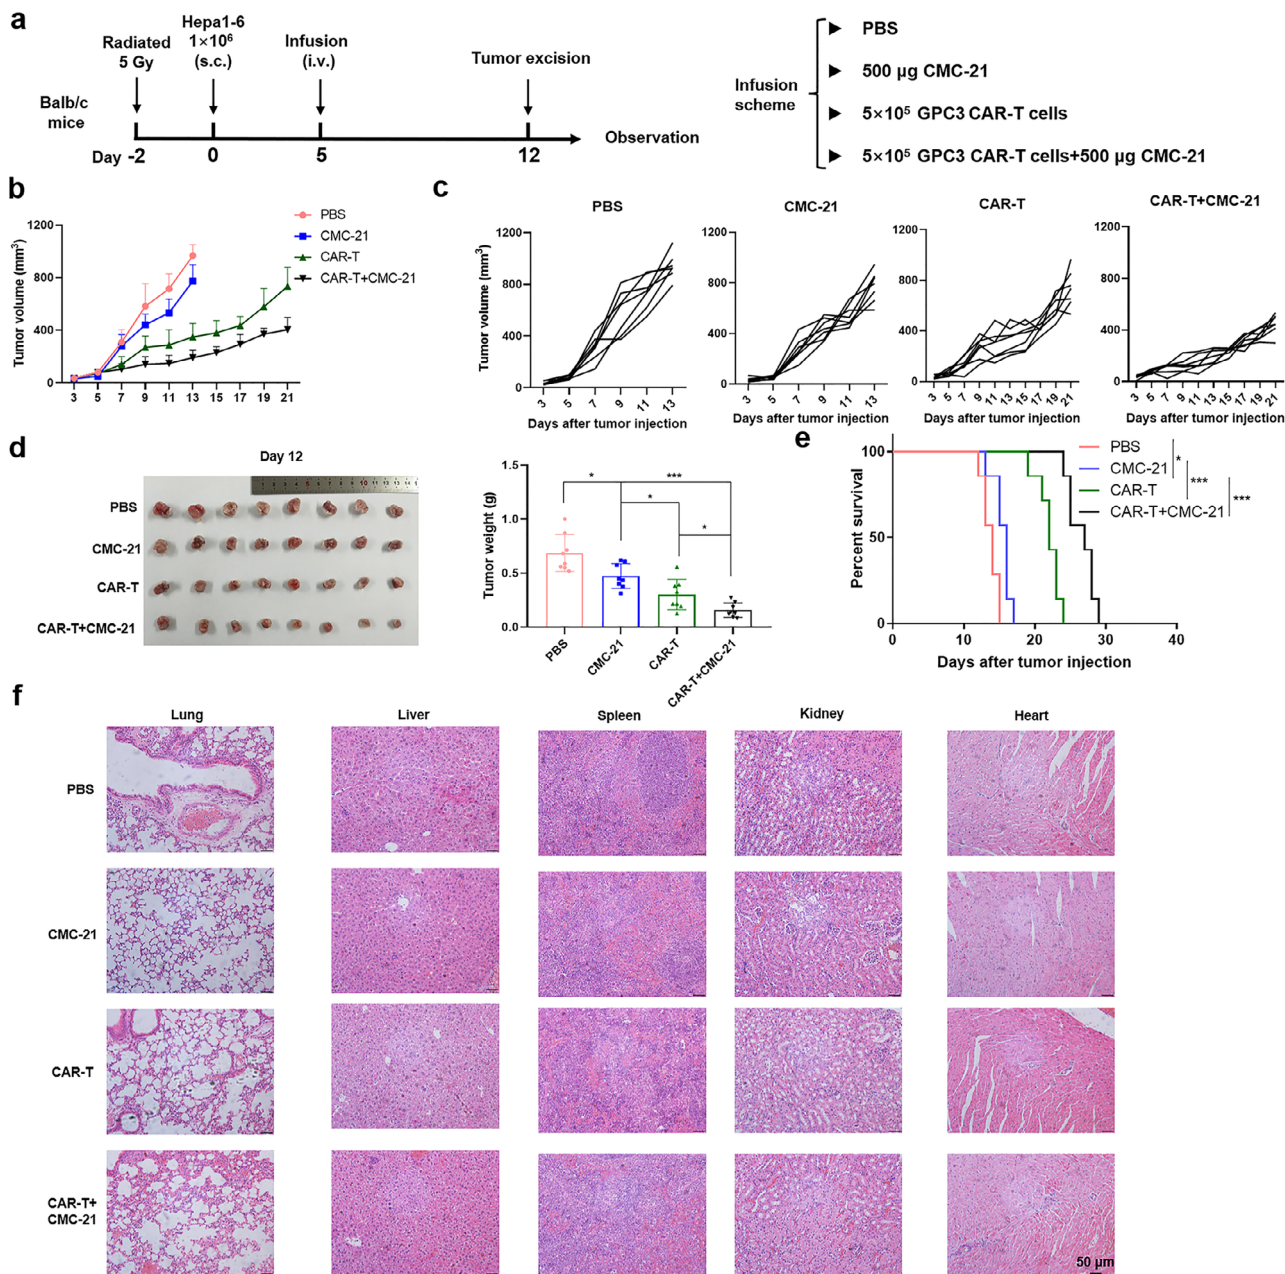 a
Radiated
5 Gy
Hepa1-6
1×10⁶
(s.c.)
Infusion
(i.v.)
Tumor excision
Balb/c
mice
Day -2 0 5 12
Observation
Infusion
scheme
PBS
500 µg CMC-21
5×10⁵ GPC3 CAR-T cells
5×10⁵ GPC3 CAR-T cells+500 µg CMC-21
b
Tumor volume (mm³)
1200
800
400
0
3 5 7 9 11 13 15 17 19 21
PBS
CMC-21
CAR-T
CAR-T+CMC-21
c
PBS
Tumor volume (mm³)
1200
800
400
0
3 5 7 9 11 13
Days after tumor injection
CMC-21
1200
800
400
0
3 5 7 9 11 13
Days after tumor injection
CAR-T
1200
800
400
0
3 5 7 9 11 13 15 17 19 21
Days after tumor injection
CAR-T+CMC-21
1200
800
400
0
3 5 7 9 11 13 15 17 19 21
Days after tumor injection
d
Day 12
PBS
CMC-21
CAR-T
CAR-T+CMC-21
Tumor weight (g)
1.5
1.0
0.5
0.0
* ***
*
*
PBS
CMC-21
CAR-T
CAR-T+CMC-21
e
Percent survival
100
50
0
0 10 20 30 40
Days after tumor injection
PBS
CMC-21
CAR-T
CAR-T+CMC-21
*
***
***
f
Lung Liver Spleen Kidney Heart
PBS
CMC-21
CAR-T
CAR-T+
CMC-21
50 µm